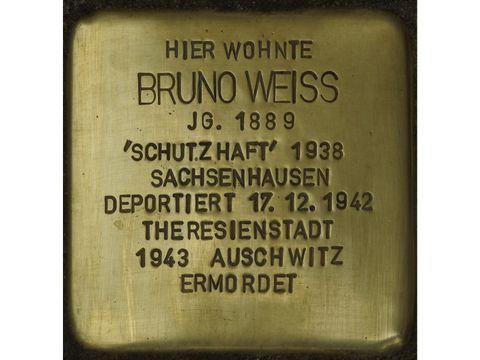 HIER WOHNTE
BRUNO WEISS
JG. 1889
'SCHUTZHAFT' 1938
SACHSENHAUSEN
DEPORTIERT 17. 12. 1942
THERESIENSTADT
1943 AUSCHWITZ
ERMORDET